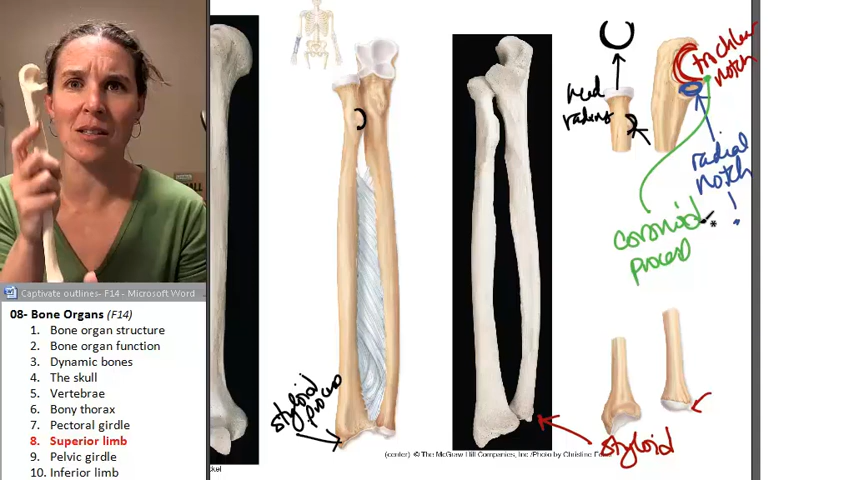 trochlear
notch
head
radius
radial
notch
!
coronoid
process
styloid
process
styloid
(center) © The McGraw Hill Companies, Inc./Photo by Christine
Captivate outlines- F14 - Microsoft Word
08- Bone Organs (F14)
1. Bone organ structure
2. Bone organ function
3. Dynamic bones
4. The skull
5. Vertebrae
6. Bony thorax
7. Pectoral girdle
8. Superior limb
9. Pelvic girdle
10. Inferior limb